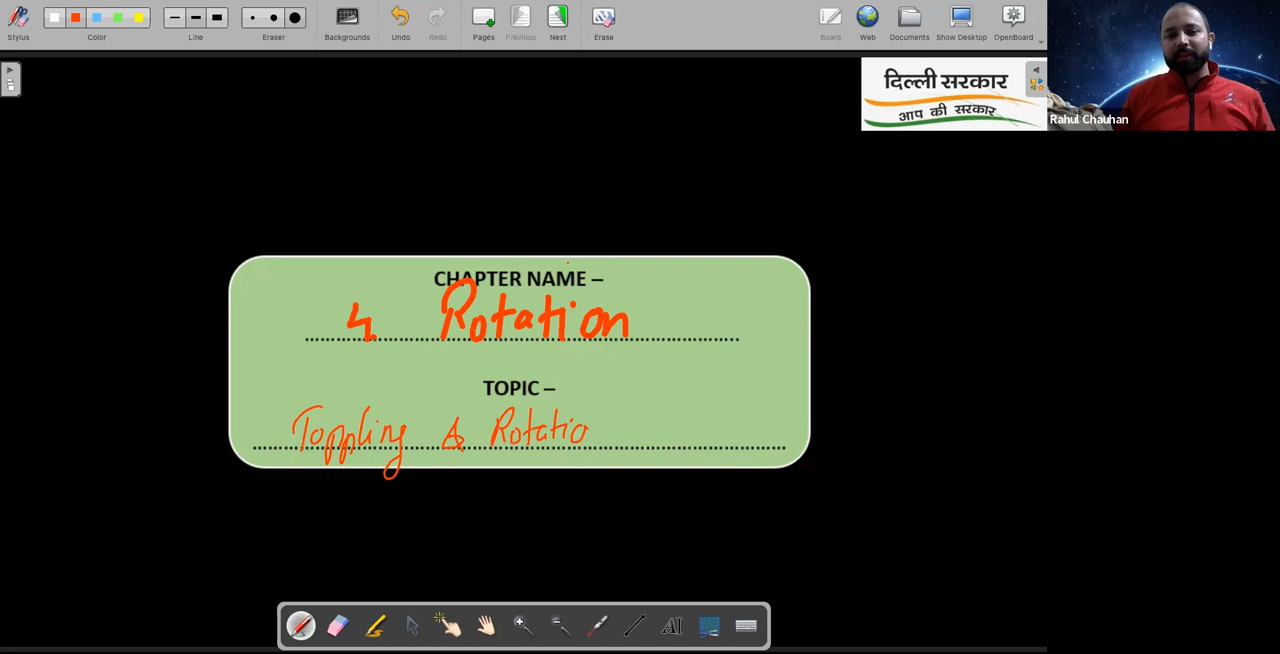 Stylus Color Line Eraser Backgrounds Undo Redo Pages Previous Next Erase Board Web Documents Show Desktop OpenBoard
दिल्ली सरकार
आप की सरकार
Rahul Chauhan
CHAPTER NAME –
4 Rotation
TOPIC –
Toppling & Rotatio
AI